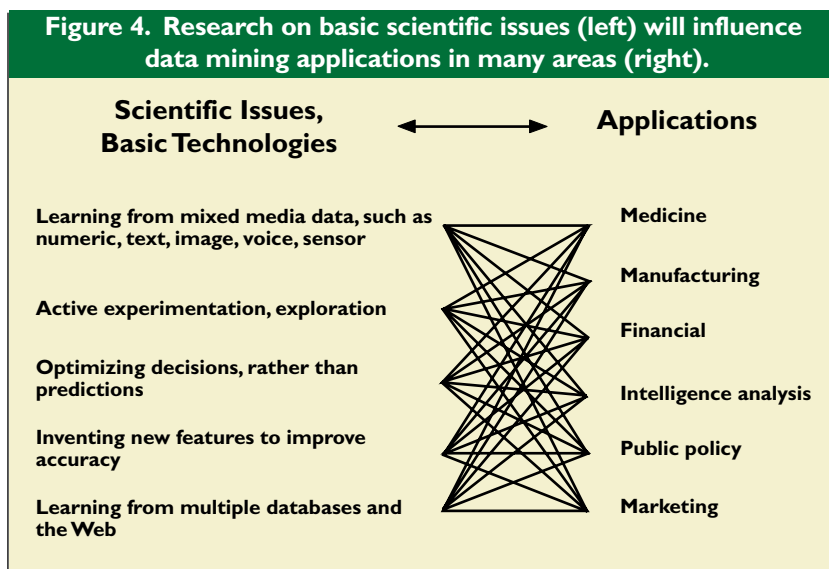 Figure 4. Research on basic scientific issues (left) will influence
data mining applications in many areas (right).
Scientific Issues,
Basic Technologies
Applications
Learning from mixed media data, such as
numeric, text, image, voice, sensor
Active experimentation, exploration
Optimizing decisions, rather than
predictions
Inventing new features to improve
accuracy
Learning from multiple databases and
the Web
Medicine
Manufacturing
Financial
Intelligence analysis
Public policy
Marketing